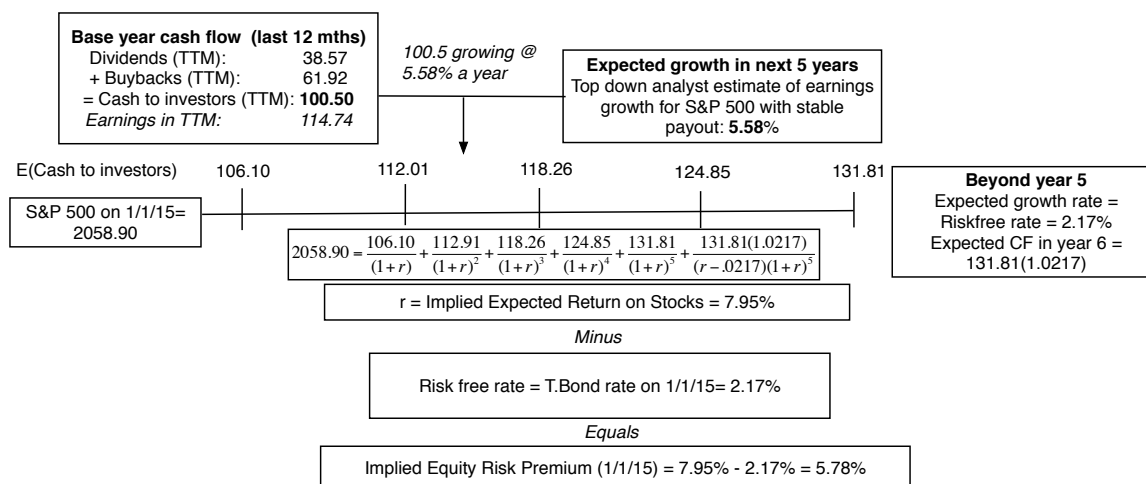 Base year cash flow (last 12 mths)
Dividends (TTM): 38.57
+ Buybacks (TTM): 61.92
= Cash to investors (TTM): 100.50
Earnings in TTM: 114.74
100.5 growing @
5.58% a year
Expected growth in next 5 years
Top down analyst estimate of earnings
growth for S&P 500 with stable
payout: 5.58%
E(Cash to investors) 106.10 112.01 118.26 124.85 131.81
S&P 500 on 1/1/15=
2058.90
Beyond year 5
Expected growth rate =
Riskfree rate = 2.17%
Expected CF in year 6 =
131.81(1.0217)
2058.90 = 106.10/(1+r) + 112.91/(1+r)^2 + 118.26/(1+r)^3 + 124.85/(1+r)^4 + 131.81/(1+r)^5 + 131.81(1.0217)/(r-.0217)(1+r)^5
r = Implied Expected Return on Stocks = 7.95%
Minus
Risk free rate = T.Bond rate on 1/1/15= 2.17%
Equals
Implied Equity Risk Premium (1/1/15) = 7.95% - 2.17% = 5.78%